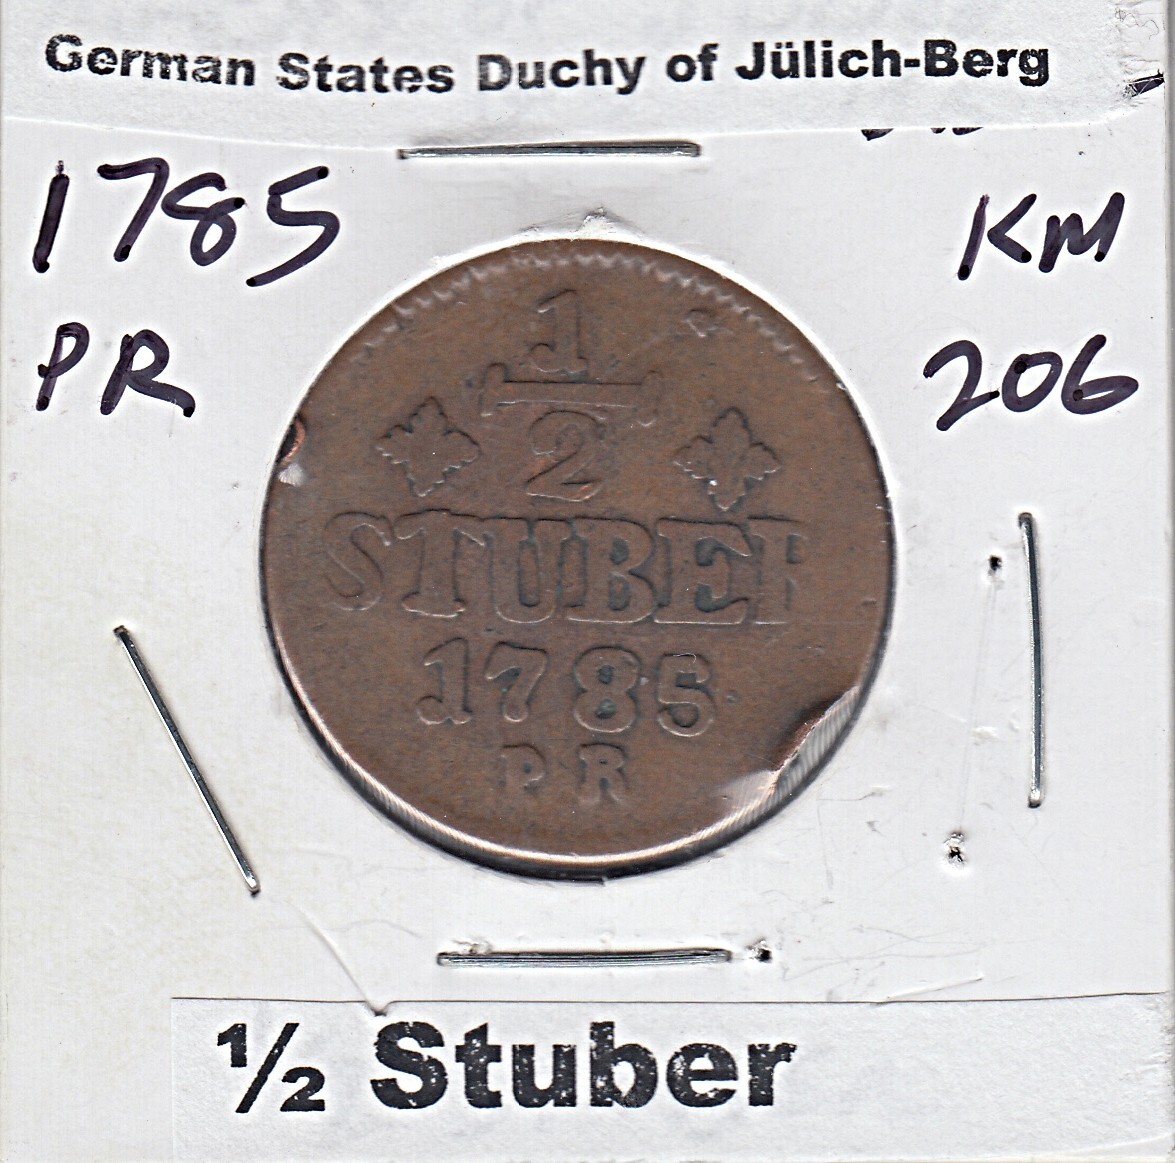 German States Duchy of Jülich-Berg
1785
PR
KM
206
1
2
STUBER
1785
PR
½ Stuber